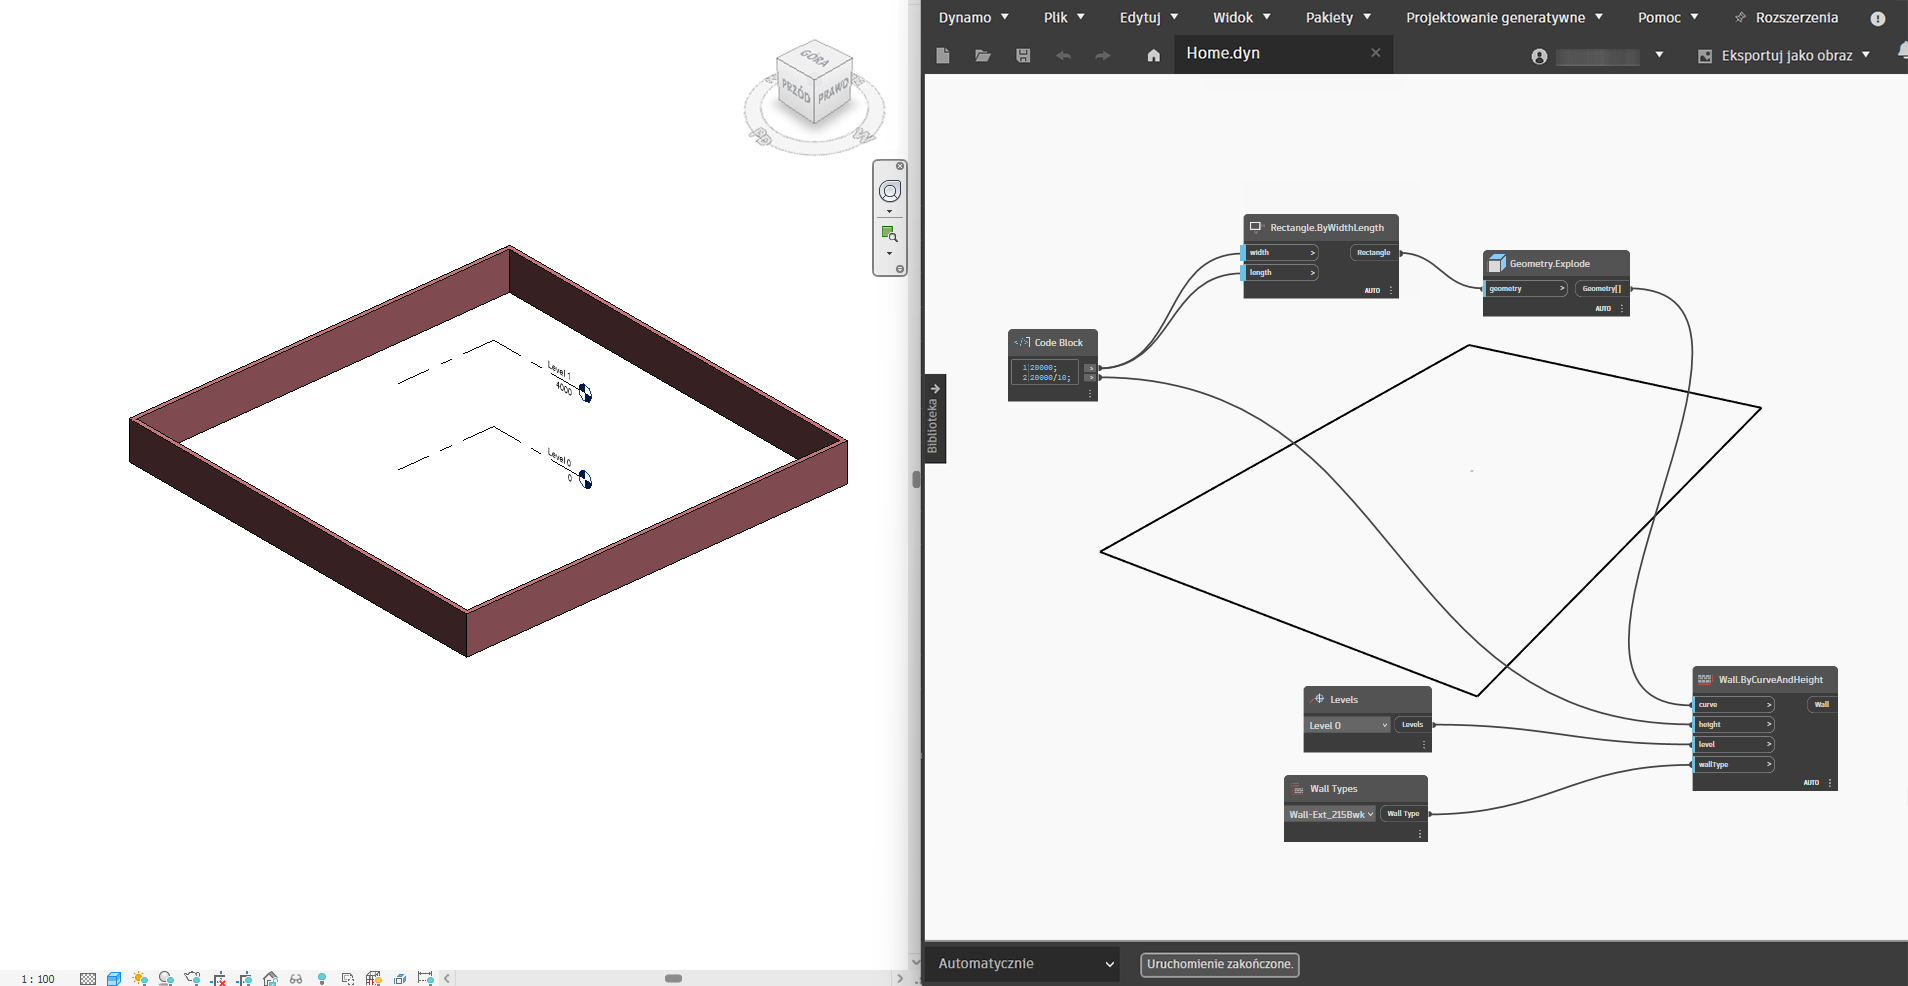 GÓRA
PRZÓD
PRAWO
PD
W
Level 1
4000
Level 0
0
1 : 100
Dynamo
Plik
Edytuj
Widok
Pakiety
Projektowanie generatywne
Pomoc
Rozszerzenia
Home.dyn
Eksportuj jako obraz
Biblioteka
Rectangle.ByWidthLength
width >
Rectangle
length >
AUTO
Geometry.Explode
geometry >
Geometry[]
AUTO
Code Block
1 20000; >
2 20000/10; >
Levels
Level 0
Levels
Wall Types
Wall-Ext_215Bwk
Wall Type
Wall.ByCurveAndHeight
curve >
Wall
height >
level >
wallType >
AUTO
Automatycznie
Uruchomienie zakończone.